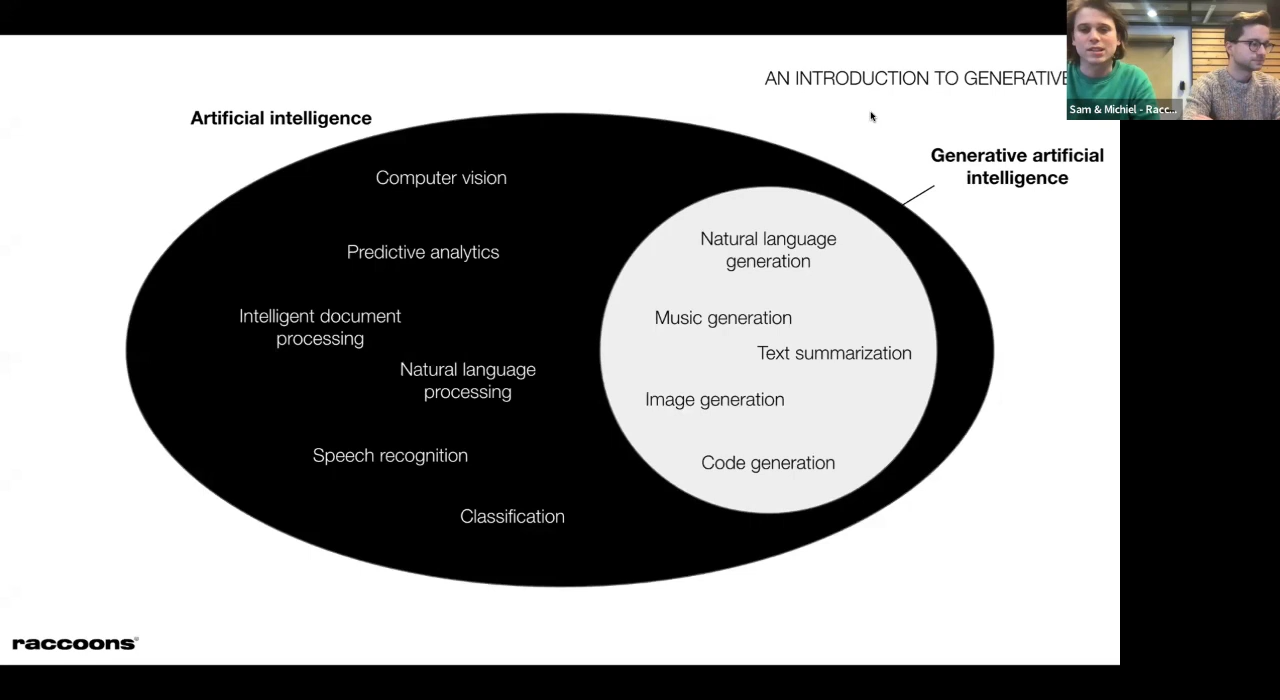 AN INTRODUCTION TO GENERATIVE
Sam & Michiel - Racc...
Artificial intelligence
Generative artificial
intelligence
Computer vision
Predictive analytics
Intelligent document
processing
Natural language
processing
Speech recognition
Classification
Natural language
generation
Music generation
Text summarization
Image generation
Code generation
raccoons®